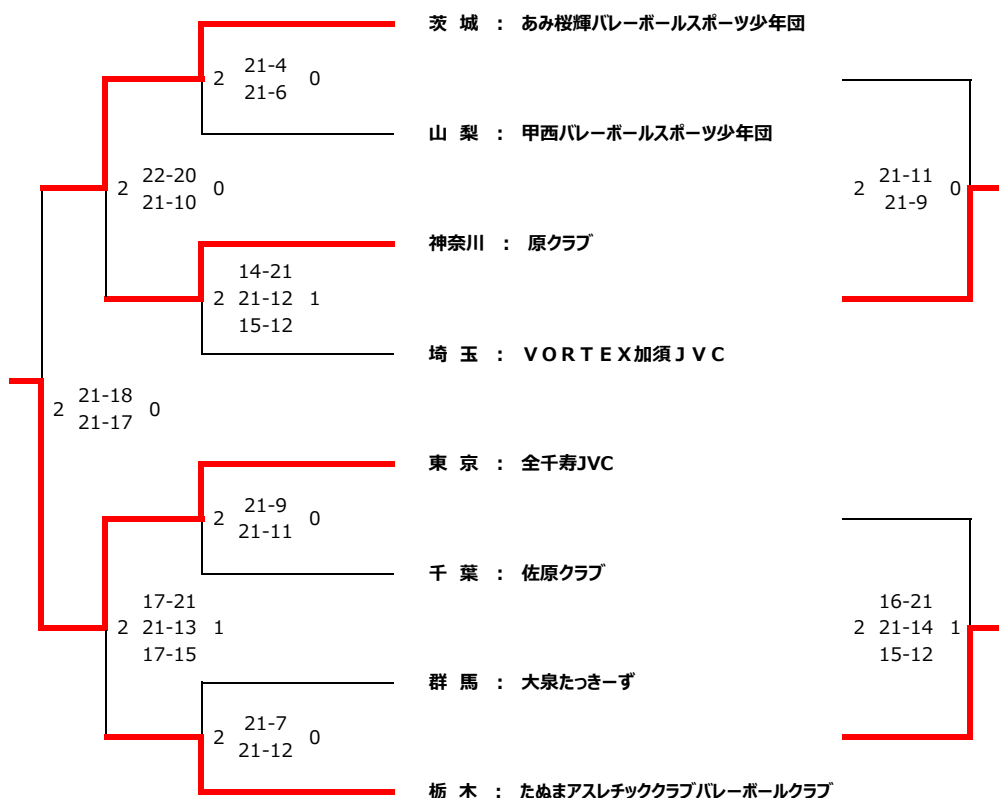 茨 城 ： あみ桜輝バレーボールスポーツ少年団
2 21-4 0
21-6
山 梨 ： 甲西バレーボールスポーツ少年団
2 22-20 0
21-10
2 21-11 0
21-9
神奈川 ： 原クラブ
14-21
2 21-12 1
15-12
埼 玉 ： ＶＯＲＴＥＸ加須ＪＶＣ
2 21-18 0
21-17
東 京 ： 全千寿JVC
2 21-9 0
21-11
千 葉 ： 佐原クラブ
17-21
2 21-13 1
17-15
16-21
2 21-14 1
15-12
群 馬 ： 大泉たっきーず
2 21-7 0
21-12
栃 木 ： たぬまアスレチッククラブバレーボールクラブ